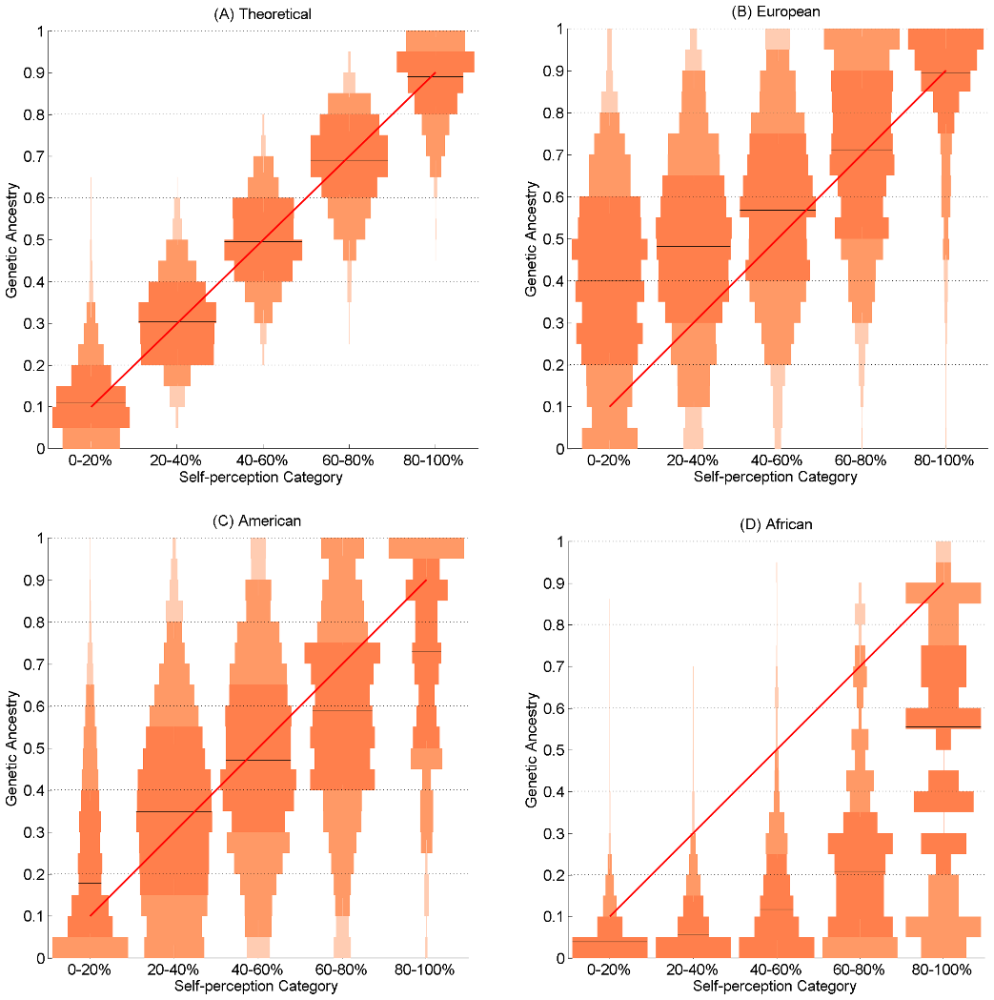 (A) Theoretical
Genetic Ancestry
1
0.9
0.8
0.7
0.6
0.5
0.4
0.3
0.2
0.1
0
0-20% 20-40% 40-60% 60-80% 80-100%
Self-perception Category
(B) European
Genetic Ancestry
1
0.9
0.8
0.7
0.6
0.5
0.4
0.3
0.2
0.1
0
0-20% 20-40% 40-60% 60-80% 80-100%
Self-perception Category
(C) American
Genetic Ancestry
1
0.9
0.8
0.7
0.6
0.5
0.4
0.3
0.2
0.1
0
0-20% 20-40% 40-60% 60-80% 80-100%
Self-perception Category
(D) African
Genetic Ancestry
1
0.9
0.8
0.7
0.6
0.5
0.4
0.3
0.2
0.1
0
0-20% 20-40% 40-60% 60-80% 80-100%
Self-perception Category